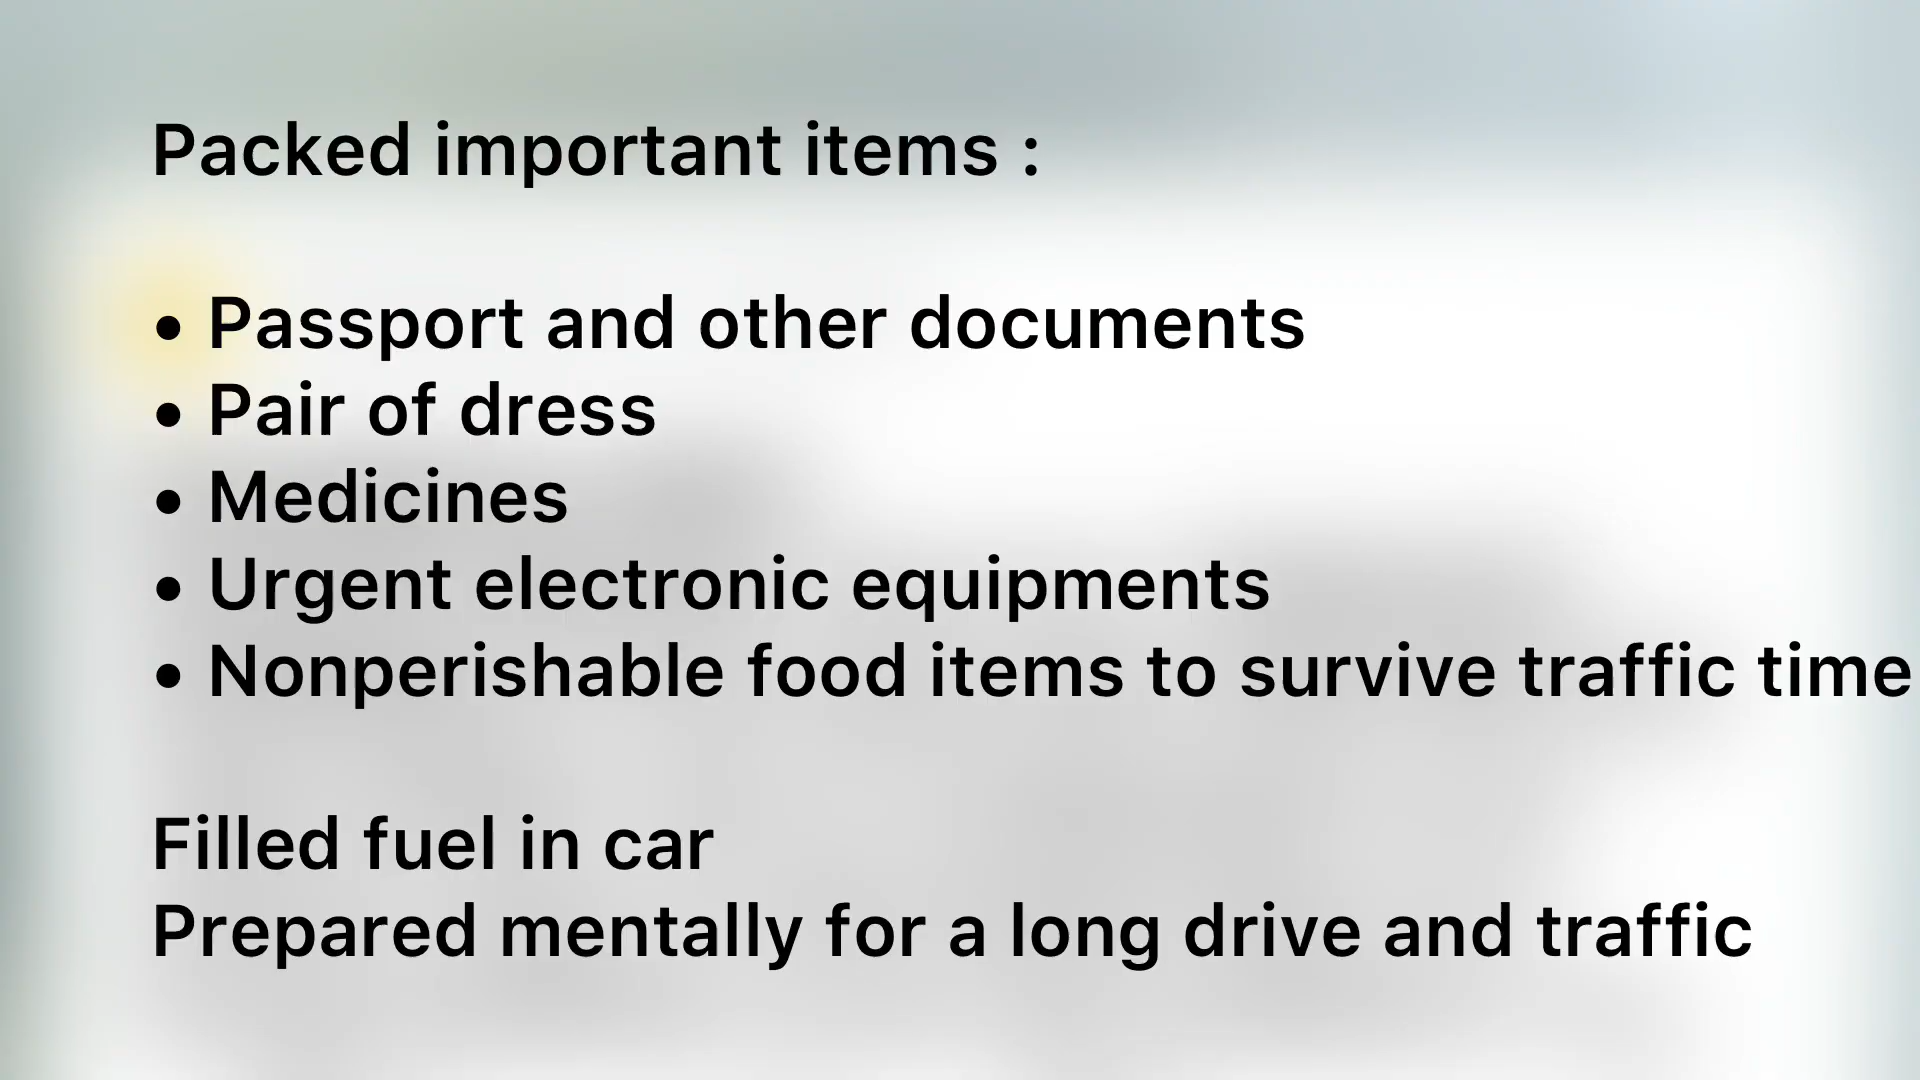 Packed important items :
• Passport and other documents
• Pair of dress
• Medicines
• Urgent electronic equipments
• Nonperishable food items to survive traffic time
Filled fuel in car
Prepared mentally for a long drive and traffic